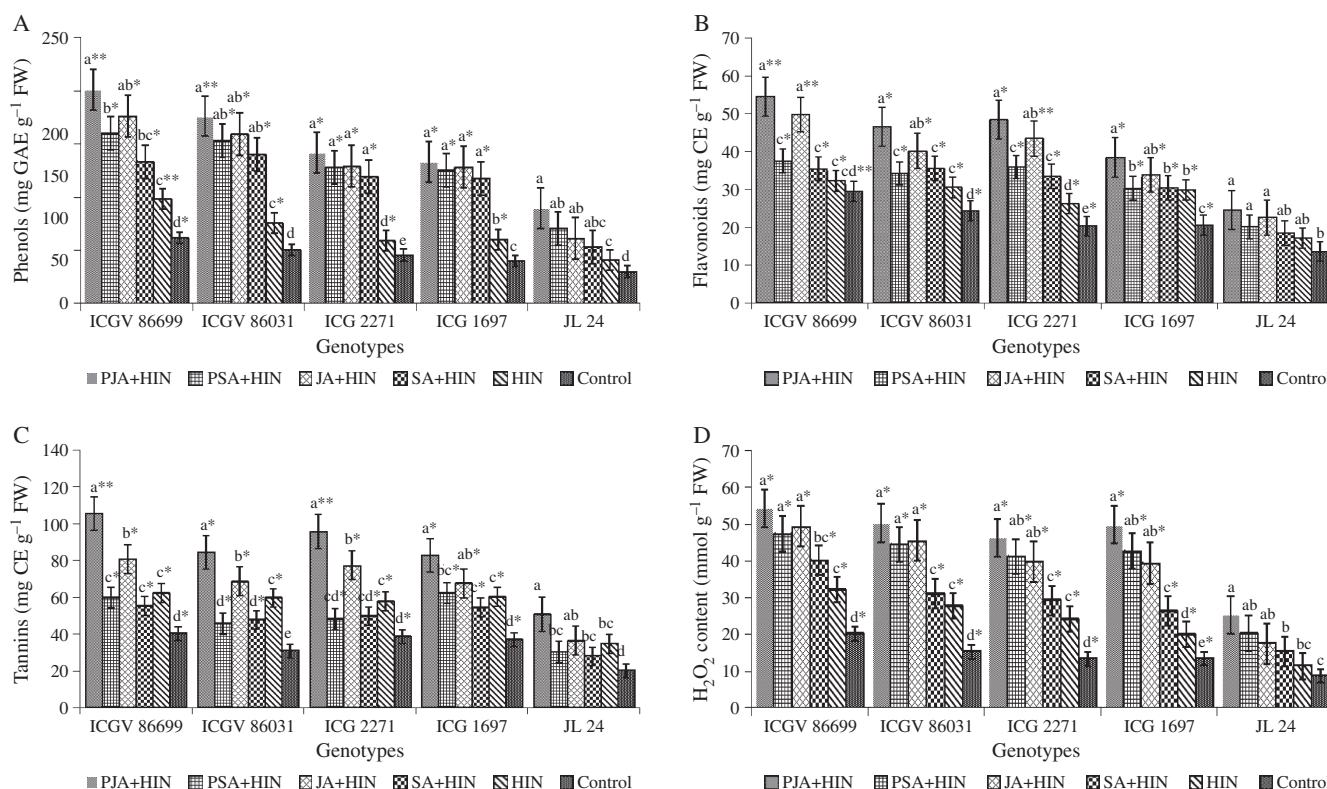 A
Phenols (mg GAE g⁻¹ FW)
250
200
150
100
50
0
a** b* ab* bc* c** d*
a** ab* ab* ab* c* d
a* a* a* a* d* e
a* a* a* a* b* c
a ab ab abc c d
ICGV 86699 ICGV 86031 ICG 2271 ICG 1697 JL 24
Genotypes
PJA+HIN PSA+HIN JA+HIN SA+HIN HIN Control
B
Flavonoids (mg CE g⁻¹ FW)
70
60
50
40
30
20
10
0
a** c* a** c* c* cd**
a* c* ab* c* c* d*
a* c* ab** c* d* e*
a* b* ab* b* b* c*
a a a ab ab b
ICGV 86699 ICGV 86031 ICG 2271 ICG 1697 JL 24
Genotypes
PJA+HIN PSA+HIN JA+HIN SA+HIN HIN Contro
C
Tannins (mg CE g⁻¹ FW)
140
120
100
80
60
40
20
0
a** c* b* c* c* d*
a* d* b* d* c* e
a** cd* b* cd* c* d*
a* bc* ab* c* c* d*
a bc ab bc ab d
ICGV 86699 ICGV 86031 ICG 2271 ICG 1697 JL 24
Genotypes
PJA+HIN PSA+HIN JA+HIN SA+HIN HIN Control
D
H₂O₂ content (mmol g⁻¹ FW)
70
60
50
40
30
20
10
0
a* a* a* bc* c* d*
a* a* a* c* c* d*
a* ab* ab* c* c* d*
a* ab* ab* c* d* e*
a ab ab b bc c
ICGV 86699 ICGV 86031 ICG 2271 ICG 1697 JL 24
Genotypes
PJA+HIN PSA+HIN JA+HIN SA+HIN HIN Control